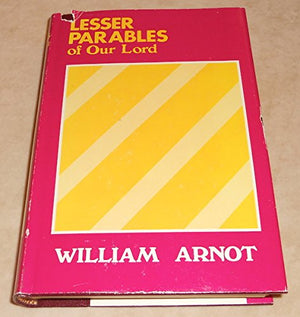 LESSER
PARABLES
of Our Lord
WILLIAM ARNOT